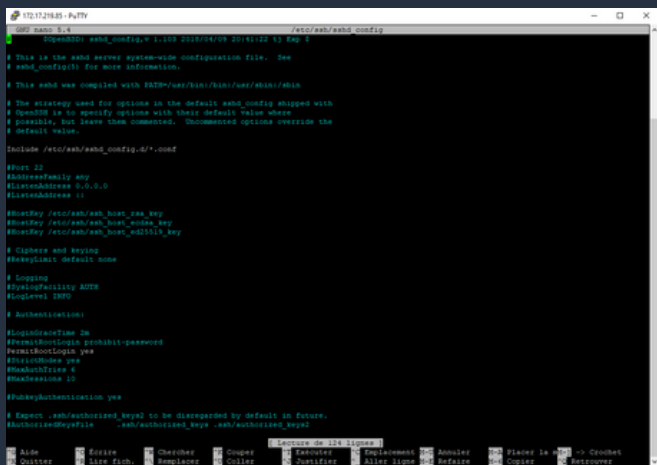 172.17.219.85 - PuTTY
GNU nano 5.4 /etc/ssh/sshd_config
# $OpenBSD: sshd_config,v 1.103 2018/04/09 20:41:22 tj Exp $
# This is the sshd server system-wide configuration file. See
# sshd_config(5) for more information.
# This sshd was compiled with PATH=/usr/bin:/bin:/usr/sbin:/sbin
# The strategy used for options in the default sshd_config shipped with
# OpenSSH is to specify options with their default value where
# possible, but leave them commented. Uncommented options override the
# default value.
Include /etc/ssh/sshd_config.d/*.conf
#Port 22
#AddressFamily any
#ListenAddress 0.0.0.0
#ListenAddress ::
#HostKey /etc/ssh/ssh_host_rsa_key
#HostKey /etc/ssh/ssh_host_ecdsa_key
#HostKey /etc/ssh/ssh_host_ed25519_key
# Ciphers and keying
#RekeyLimit default none
# Logging
#SyslogFacility AUTH
#LogLevel INFO
# Authentication:
#LoginGraceTime 2m
#PermitRootLogin prohibit-password
PermitRootLogin yes
#StrictModes yes
#MaxAuthTries 6
#MaxSessions 10
#PubkeyAuthentication yes
# Expect .ssh/authorized_keys2 to be disregarded by default in future.
#AuthorizedKeysFile .ssh/authorized_keys .ssh/authorized_keys2
[ Lecture de 124 lignes ]
^G Aide ^O Écrire ^W Chercher ^K Couper ^T Exécuter ^C Emplacement M-U Annuler M-A Placer la -> Crochet
^X Quitter ^R Lire fich. ^\ Remplacer ^U Coller ^J Justifier ^_ Aller ligne M-E Refaire M-6 Copier Retrouver